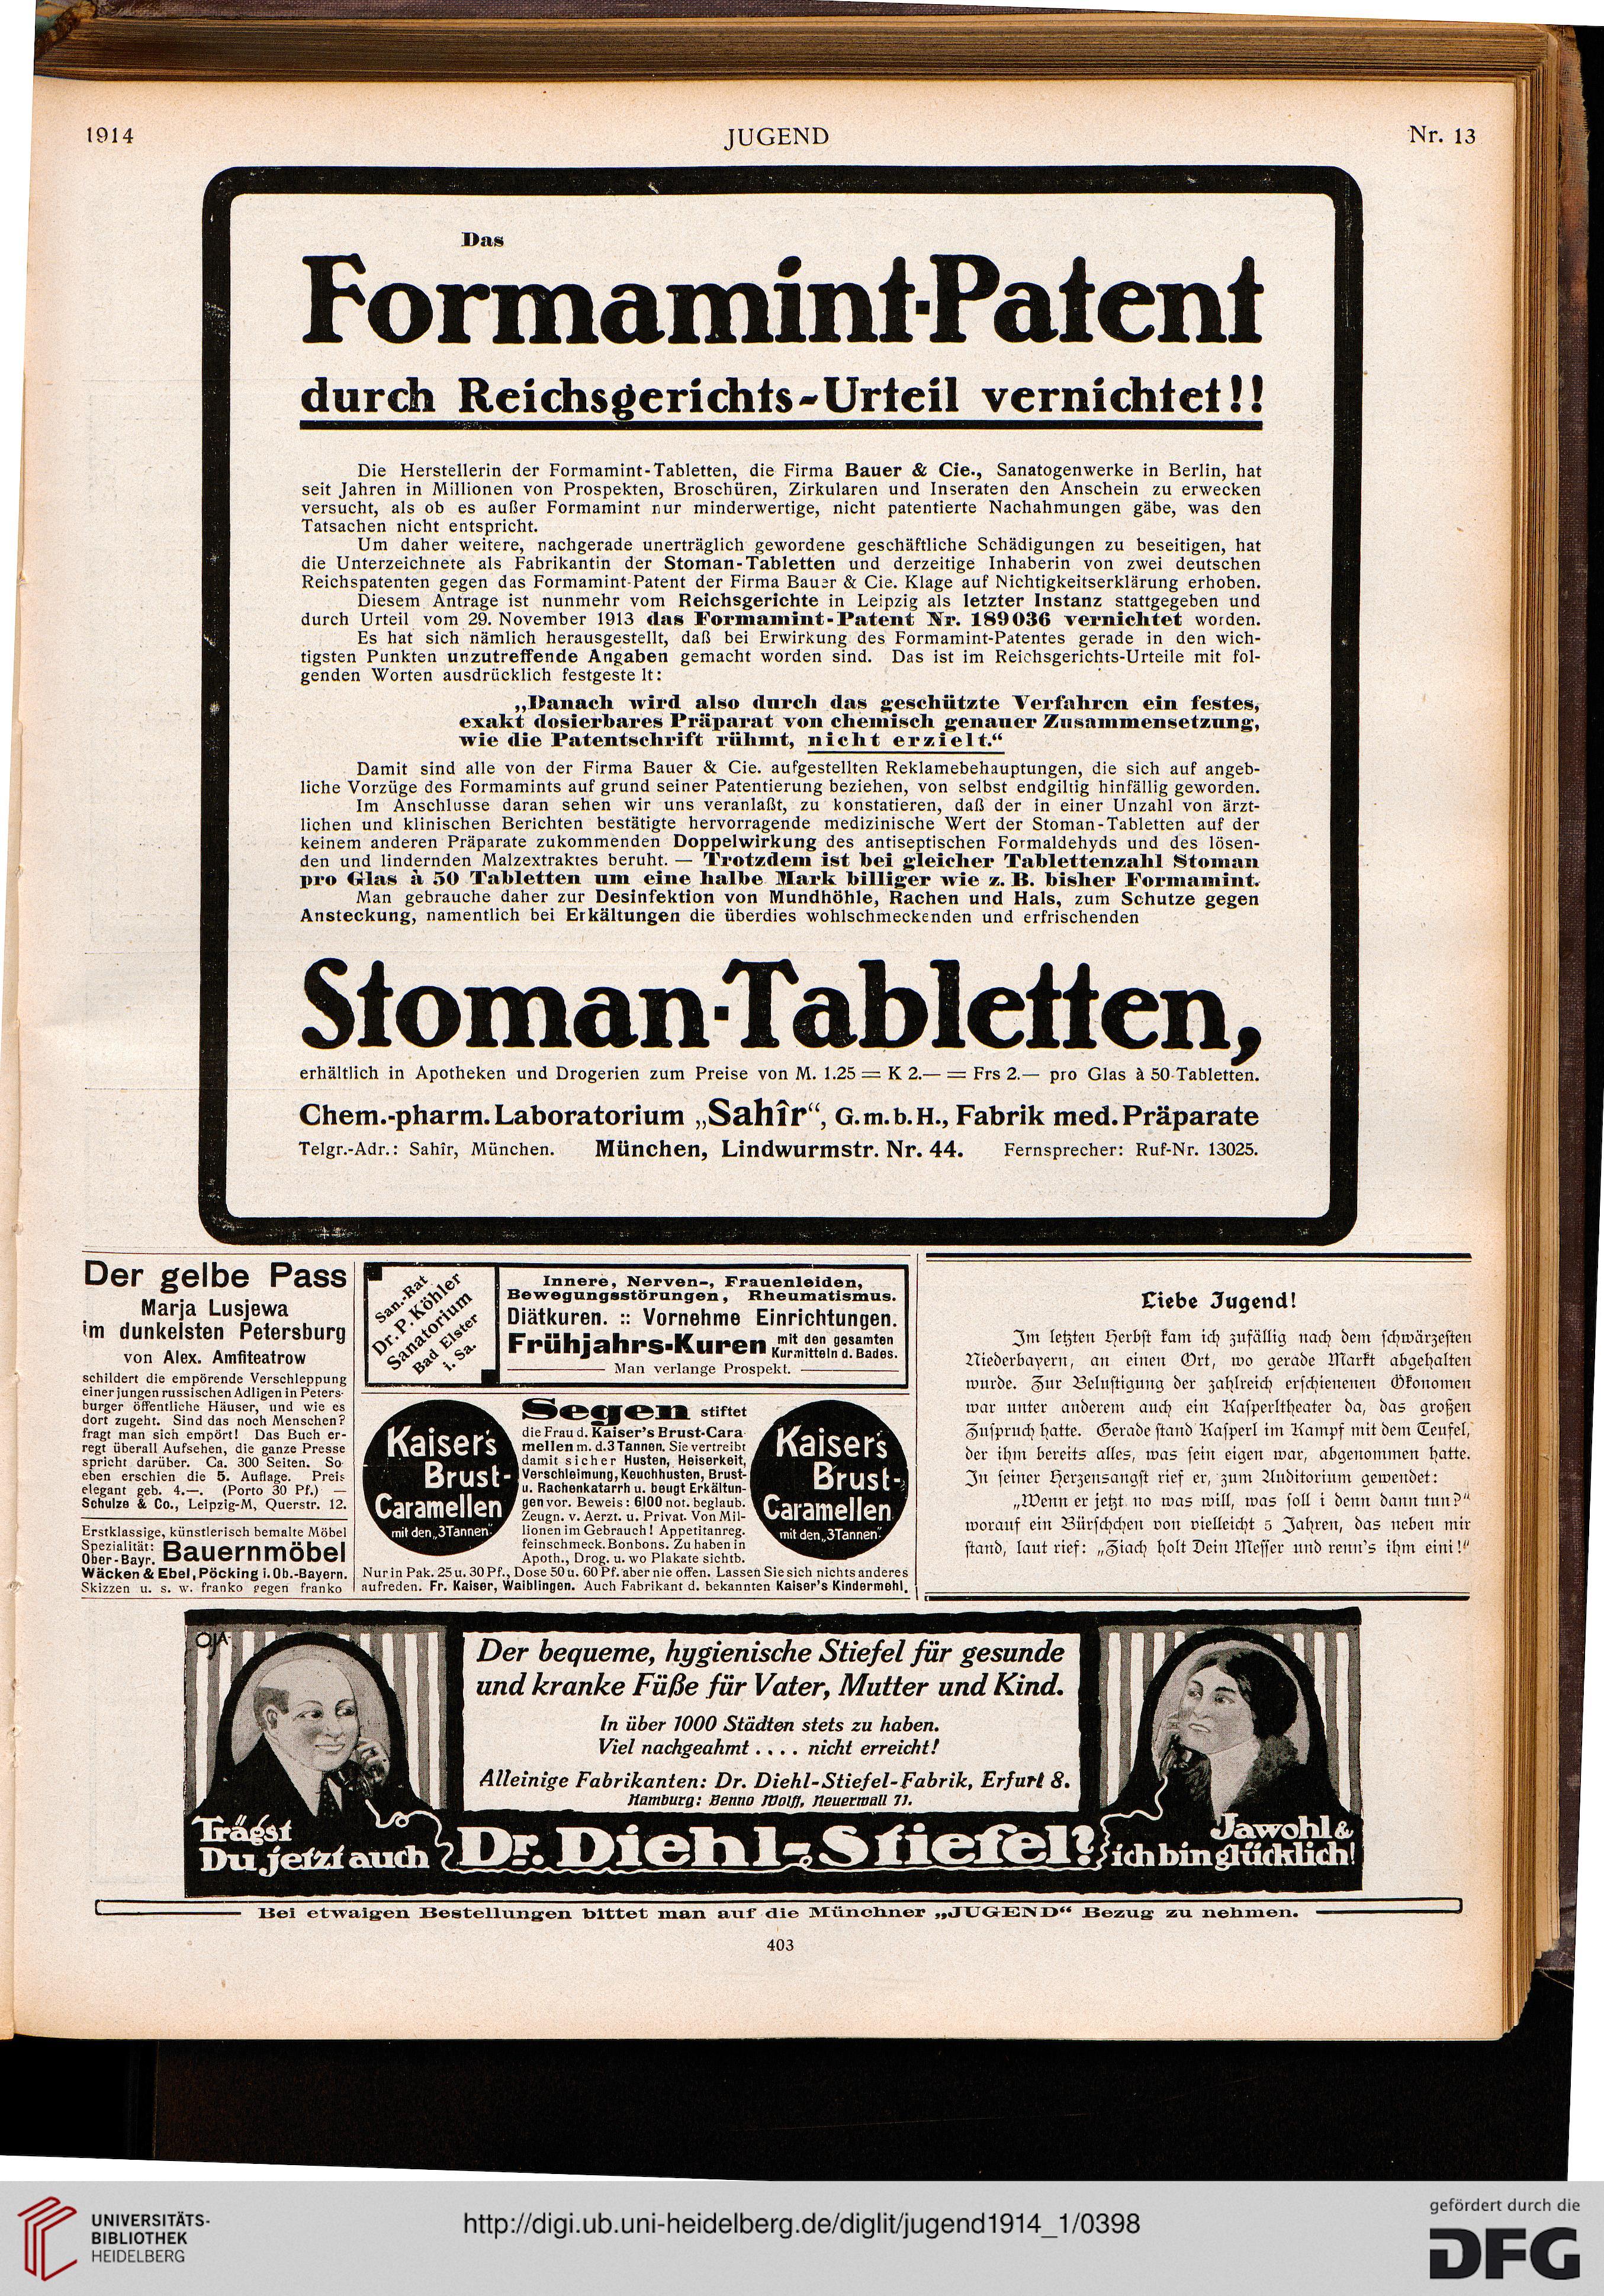 1914
JUGEND
Nr. 13
Das
Formamint-Patent
durch Reichsgerichts-Urteil vernichtet!!
Die Herstellerin der Formamint-Tabletten, die Firma Bauer & Cie., Sanatogenwerke in Berlin, hat
seit Jahren in Millionen von Prospekten, Broschüren, Zirkularen und Inseraten den Anschein zu erwecken
versucht, als ob es außer Formamint nur minderwertige, nicht patentierte Nachahmungen gäbe, was den
Tatsachen nicht entspricht.
Um daher weitere, nachgerade unerträglich gewordene geschäftliche Schädigungen zu beseitigen, hat
die Unterzeichnete als Fabrikantin der Stoman-Tabletten und derzeitige Inhaberin von zwei deutschen
Reichspatenten gegen das Formamint-Patent der Firma Bauer & Cie. Klage auf Nichtigkeitserklärung erhoben.
Diesem Antrage ist nunmehr vom Reichsgerichte in Leipzig als letzter Instanz stattgegeben und
durch Urteil vom 29. November 1913 das Formamint-Patent Nr. 189036 vernichtet worden.
Es hat sich nämlich herausgestellt, daß bei Erwirkung des Formamint-Patentes gerade in den wich-
tigsten Punkten unzutreffende Angaben gemacht worden sind. Das ist im Reichsgerichts-Urteile mit fol-
genden Worten ausdrücklich festgeste lt:
„Danach wird also durch das geschützte Verfahren ein festes,
exakt dosierbares Präparat von chemisch genauer Zusammensetzung,
wie die Patentschrift rühmt, nicht erzielt.“
Damit sind alle von der Firma Bauer & Cie. aufgestellten Reklamebehauptungen, die sich auf angeb-
liche Vorzüge des Formamints auf grund seiner Patentierung beziehen, von selbst endgiltig hinfällig geworden.
Im Anschlusse daran sehen wir uns veranlaßt, zu konstatieren, daß der in einer Unzahl von ärzt-
lichen und klinischen Berichten bestätigte hervorragende medizinische Wert der Stoman-Tabletten auf der
keinem anderen Präparate zukommenden Doppelwirkung des antiseptischen Formaldehyds und des lösen-
den und lindernden Malzextraktes beruht. — Trotzdem ist bei gleicher Tablettenzahl Stoman
pro Glas à 50 Tabletten um eine halbe Mark billiger wie z. B. bisher Formamint.
Man gebrauche daher zur Desinfektion von Mundhöhle, Rachen und Hals, zum Schutze gegen
Ansteckung, namentlich bei Erkältungen die überdies wohlschmeckenden und erfrischenden
Stoman-Tabletten,
erhältlich in Apotheken und Drogerien zum Preise von M. 1.25 = K 2.— = Frs 2.— pro Glas à 50 Tabletten.
Chem.-pharm. Laboratorium „Sahîr“, G. m. b. H., Fabrik med. Präparate
Telgr.-Adr.: Sahîr, München. München, Lindwurmstr. Nr. 44. Fernsprecher: Ruf-Nr. 13025.
Der gelbe Pass
Marja Lusjewa
im dunkelsten Petersburg
von Alex. Amfiteatrow
schildert die empörende Verschleppung
einer jungen russischen Adligen in Peters-
burger öffentliche Häuser, und wie es
dort zugeht. Sind das noch Menschen?
fragt man sich empört! Das Buch er-
regt überall Aufsehen, die ganze Presse
spricht darüber. Ca. 300 Seiten. So
eben erschien die 5. Auflage. Preis
elegant geb. 4.—. (Porto 30 Pf.) —
Schulze & Co., Leipzig-M, Querstr. 12.
Erstklassige, künstlerisch bemalte Möbel
Spezialität:
Ober-Bayr. Bauernmöbel
Wäcken & Ebel, Pöcking i. Ob.-Bayern.
Skizzen u. s. w. franko gegen franko
San.-Rat
Dr. P. Köhler
Sanatorium
Bad Elster
i. Sa.
Innere, Nerven-, Frauenleiden,
Bewegungsstörungen, Rheumatismus.
Diätkuren. :: Vornehme Einrichtungen.
Frühjahrs-Kuren mit den gesamten
Kurmitteln d. Bades.
Man verlange Prospekt.
Kaiser's
Brust-
Caramellen
mit den „3 Tannen“
Segen stiftet
die Frau d. Kaiser's Brust-Cara
mellen m. d. 3 Tannen. Sie vertreibt
damit sicher Husten, Heiserkeit,
Verschleimung, Keuchhusten, Brust-
u. Rachenkatarrh u. beugt Erkältun-
gen vor. Beweis: 6100 not. beglaub.
Zeugn. v. Aerzt. u. Privat. Von Mil-
lionen im Gebrauch! Appetitanreg.
feinschmeck. Bonbons. Zu haben in
Apoth., Drog. u. wo Plakate sichtb.
Kaiser's
Brust-
Caramellen
mit den „3 Tannen“
Nur in Pak. 25 u. 30 Pf., Dose 50 u. 60 Pf. aber nie offen. Lassen Sie sich nichts anderes
aufreden. Fr. Kaiser, Waiblingen. Auch Fabrikant d. bekannten Kaiser's Kindermehl.
Liebe Jugend!
Im letzten Herbst kam ich zufällig nach dem schwärzesten
Niederbayern, an einen Ort, wo gerade Markt abgehalten
wurde. Zur Belustigung der zahlreich erschienenen Ökonomen
war unter anderem auch ein Kasperltheater da, das großen
Zuspruch hatte. Gerade stand Kasperl im Kampf mit dem Teufel,
der ihm bereits alles, was sein eigen war, abgenommen hatte.
In seiner Herzensangst rief er, zum Auditorium gewendet:
„Wenn er jetzt no was will, was soll i denn dann tun?“
worauf ein Bürschchen von vielleicht 5 Jahren, das neben mir
stand, laut rief: „Ziach holt Dein Messer und renn's ihm eini!“
OJA
Der bequeme, hygienische Stiefel für gesunde
und kranke Füße für Vater, Mutter und Kind.
In über 1000 Städten stets zu haben.
Viel nachgeahmt . . . . nicht erreicht!
Alleinige Fabrikanten: Dr. Diehl-Stiefel-Fabrik, Erfurt 8.
Hamburg: Benno Wolff, Neuerwall 71.
Trägst
Du jetzt auch
Dr. Diehl-Stiefel?
Jawohl &
ich bin glücklich!
Bei etwaigen Bestellungen bittet man auf die Münchner „JUGEND“ Bezug zu nehmen.
403
UNIVERSITÄTS-
BIBLIOTHEK
HEIDELBERG
http://digi.ub.uni-heidelberg.de/diglit/jugend1914_1/0398
gefördert durch die
DFG